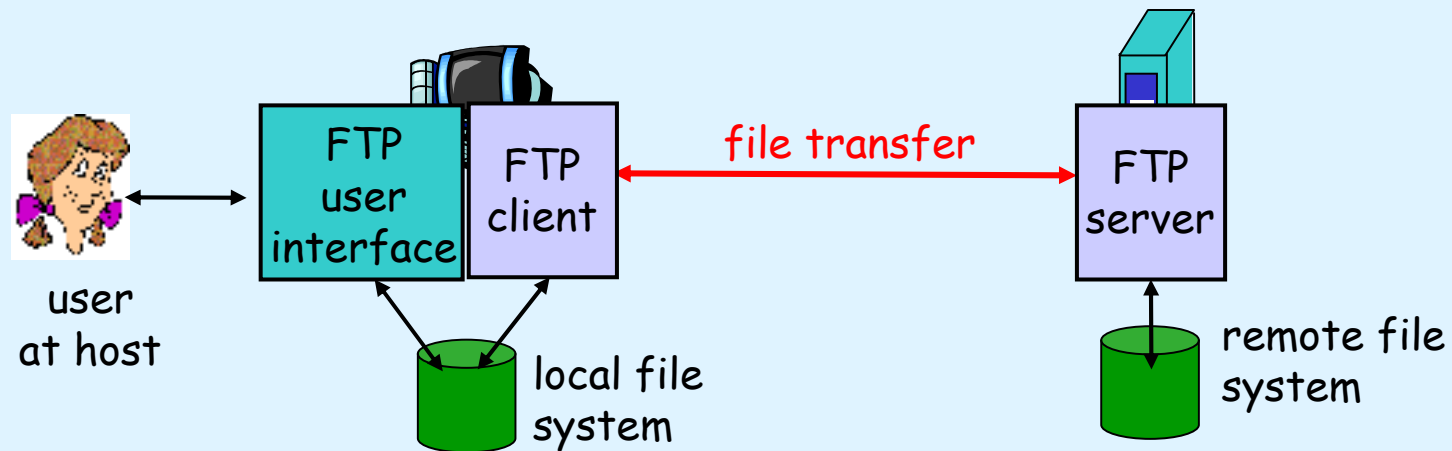 FTP
user
interface
FTP
client
file transfer
FTP
server
user
at host
local file
system
remote file
system